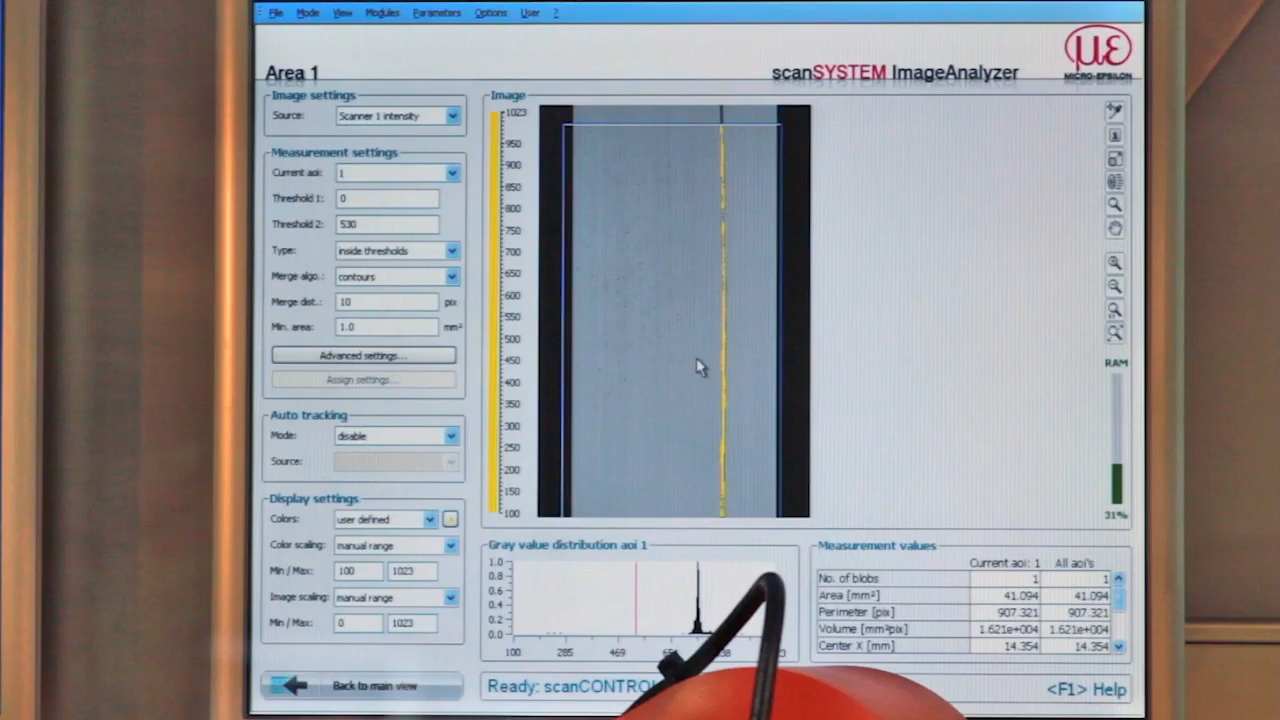 File Mode View Modules Parameters Options User ?
Area 1
scanSYSTEM ImageAnalyzer
με
MICRO-EPSILON
Image settings
Source: Scanner 1 intensity
Measurement settings
Current aoi: 1
Threshold 1: 0
Threshold 2: 530
Type: inside thresholds
Merge algo.: contours
Merge dist.: 10 pix
Min. area: 1.0 mm²
Advanced settings...
Assign settings...
Auto tracking
Mode: disable
Source:
Display settings
Colors: user defined
Color scaling: manual range
Min / Max: 100 1023
Image scaling: manual range
Min / Max: 0 1023
Back to main view
Image
1023
950
900
850
800
750
700
650
600
550
500
450
400
350
300
250
200
150
100
RAM
31%
Gray value distribution aoi 1
1.0
0.8
0.6
0.4
0.2
0.0
100 285 469
Measurement values
Current aoi: 1 All aoi's
No. of blobs 1 1
Area [mm²] 41.094 41.094
Perimeter [pix] 907.321 907.321
Volume [mm²pix] 1.621e+004 1.621e+004
Center X [mm] 14.354 14.354
Ready: scanCONTRO
<F1> Help